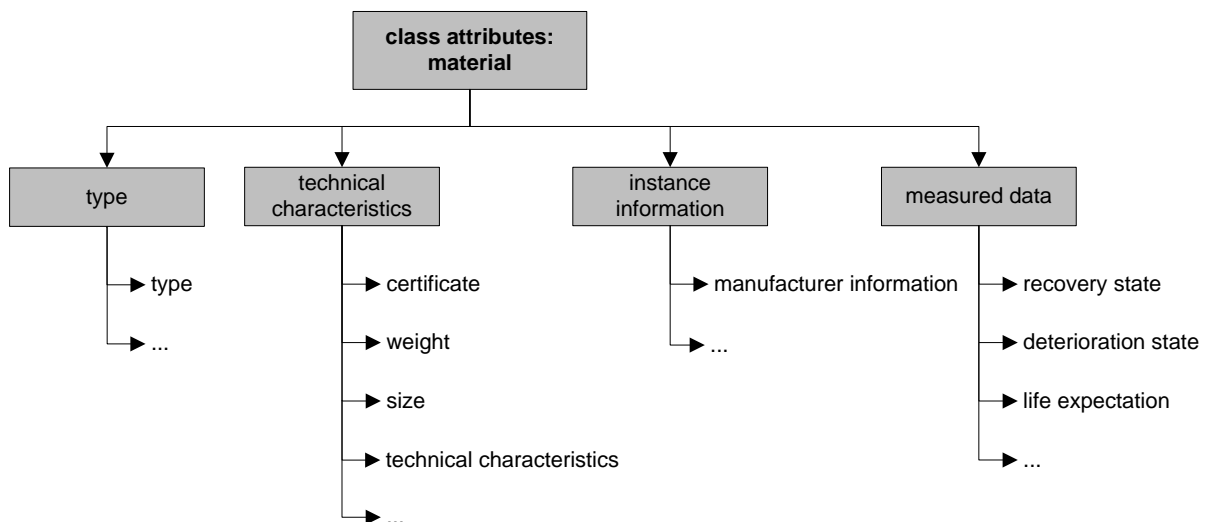 class attributes:
material
type
technical
characteristics
instance
information
measured data
type
...
certificate
weight
size
technical characteristics
...
manufacturer information
...
recovery state
deterioration state
life expectation
...